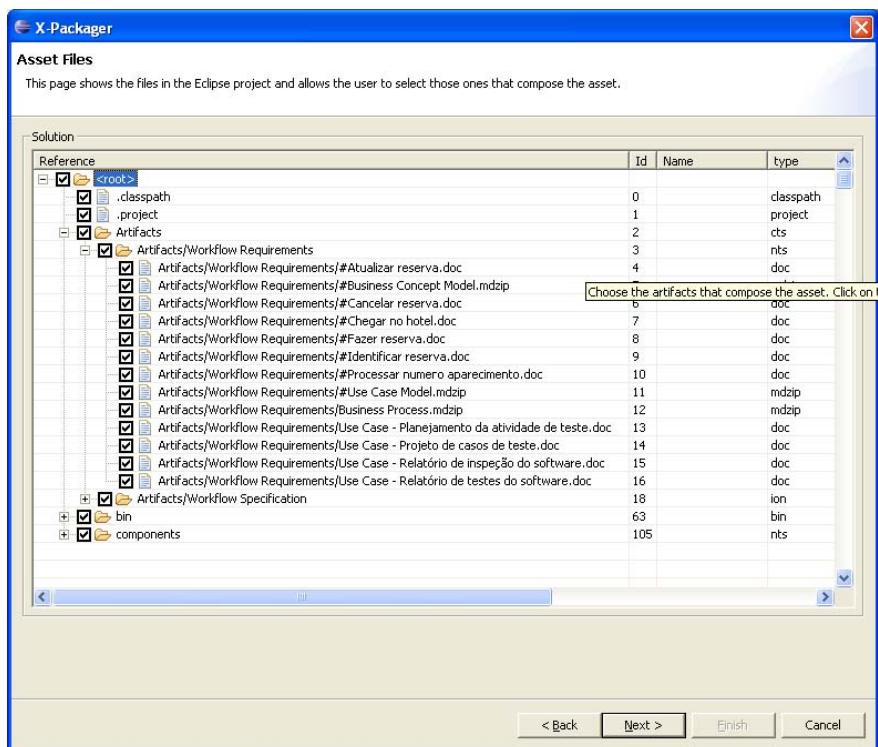 X-Packager
Asset Files
This page shows the files in the Eclipse project and allows the user to select those ones that compose the asset.
Solution
Reference Id Name type
<root>
.classpath 0 classpath
.project 1 project
Artifacts 2 cts
Artifacts/Workflow Requirements 3 nts
Artifacts/Workflow Requirements/#Atualizar reserva.doc 4 doc
Artifacts/Workflow Requirements/#Business Concept Model.mdzip
Choose the artifacts that compose the asset. Click on
Artifacts/Workflow Requirements/#Cancelar reserva.doc 6 doc
Artifacts/Workflow Requirements/#Chegar no hotel.doc 7 doc
Artifacts/Workflow Requirements/#Fazer reserva.doc 8 doc
Artifacts/Workflow Requirements/#Identificar reserva.doc 9 doc
Artifacts/Workflow Requirements/#Processar numero aparecimento.doc 10 doc
Artifacts/Workflow Requirements/#Use Case Model.mdzip 11 mdzip
Artifacts/Workflow Requirements/Business Process.mdzip 12 mdzip
Artifacts/Workflow Requirements/Use Case - Planejamento da atividade de teste.doc 13 doc
Artifacts/Workflow Requirements/Use Case - Projeto de casos de teste.doc 14 doc
Artifacts/Workflow Requirements/Use Case - Relatório de inspeção do software.doc 15 doc
Artifacts/Workflow Requirements/Use Case - Relatório de testes do software.doc 16 doc
Artifacts/Workflow Specification 18 ion
bin 63 bin
components 105 nts
< Back Next > Finish Cancel